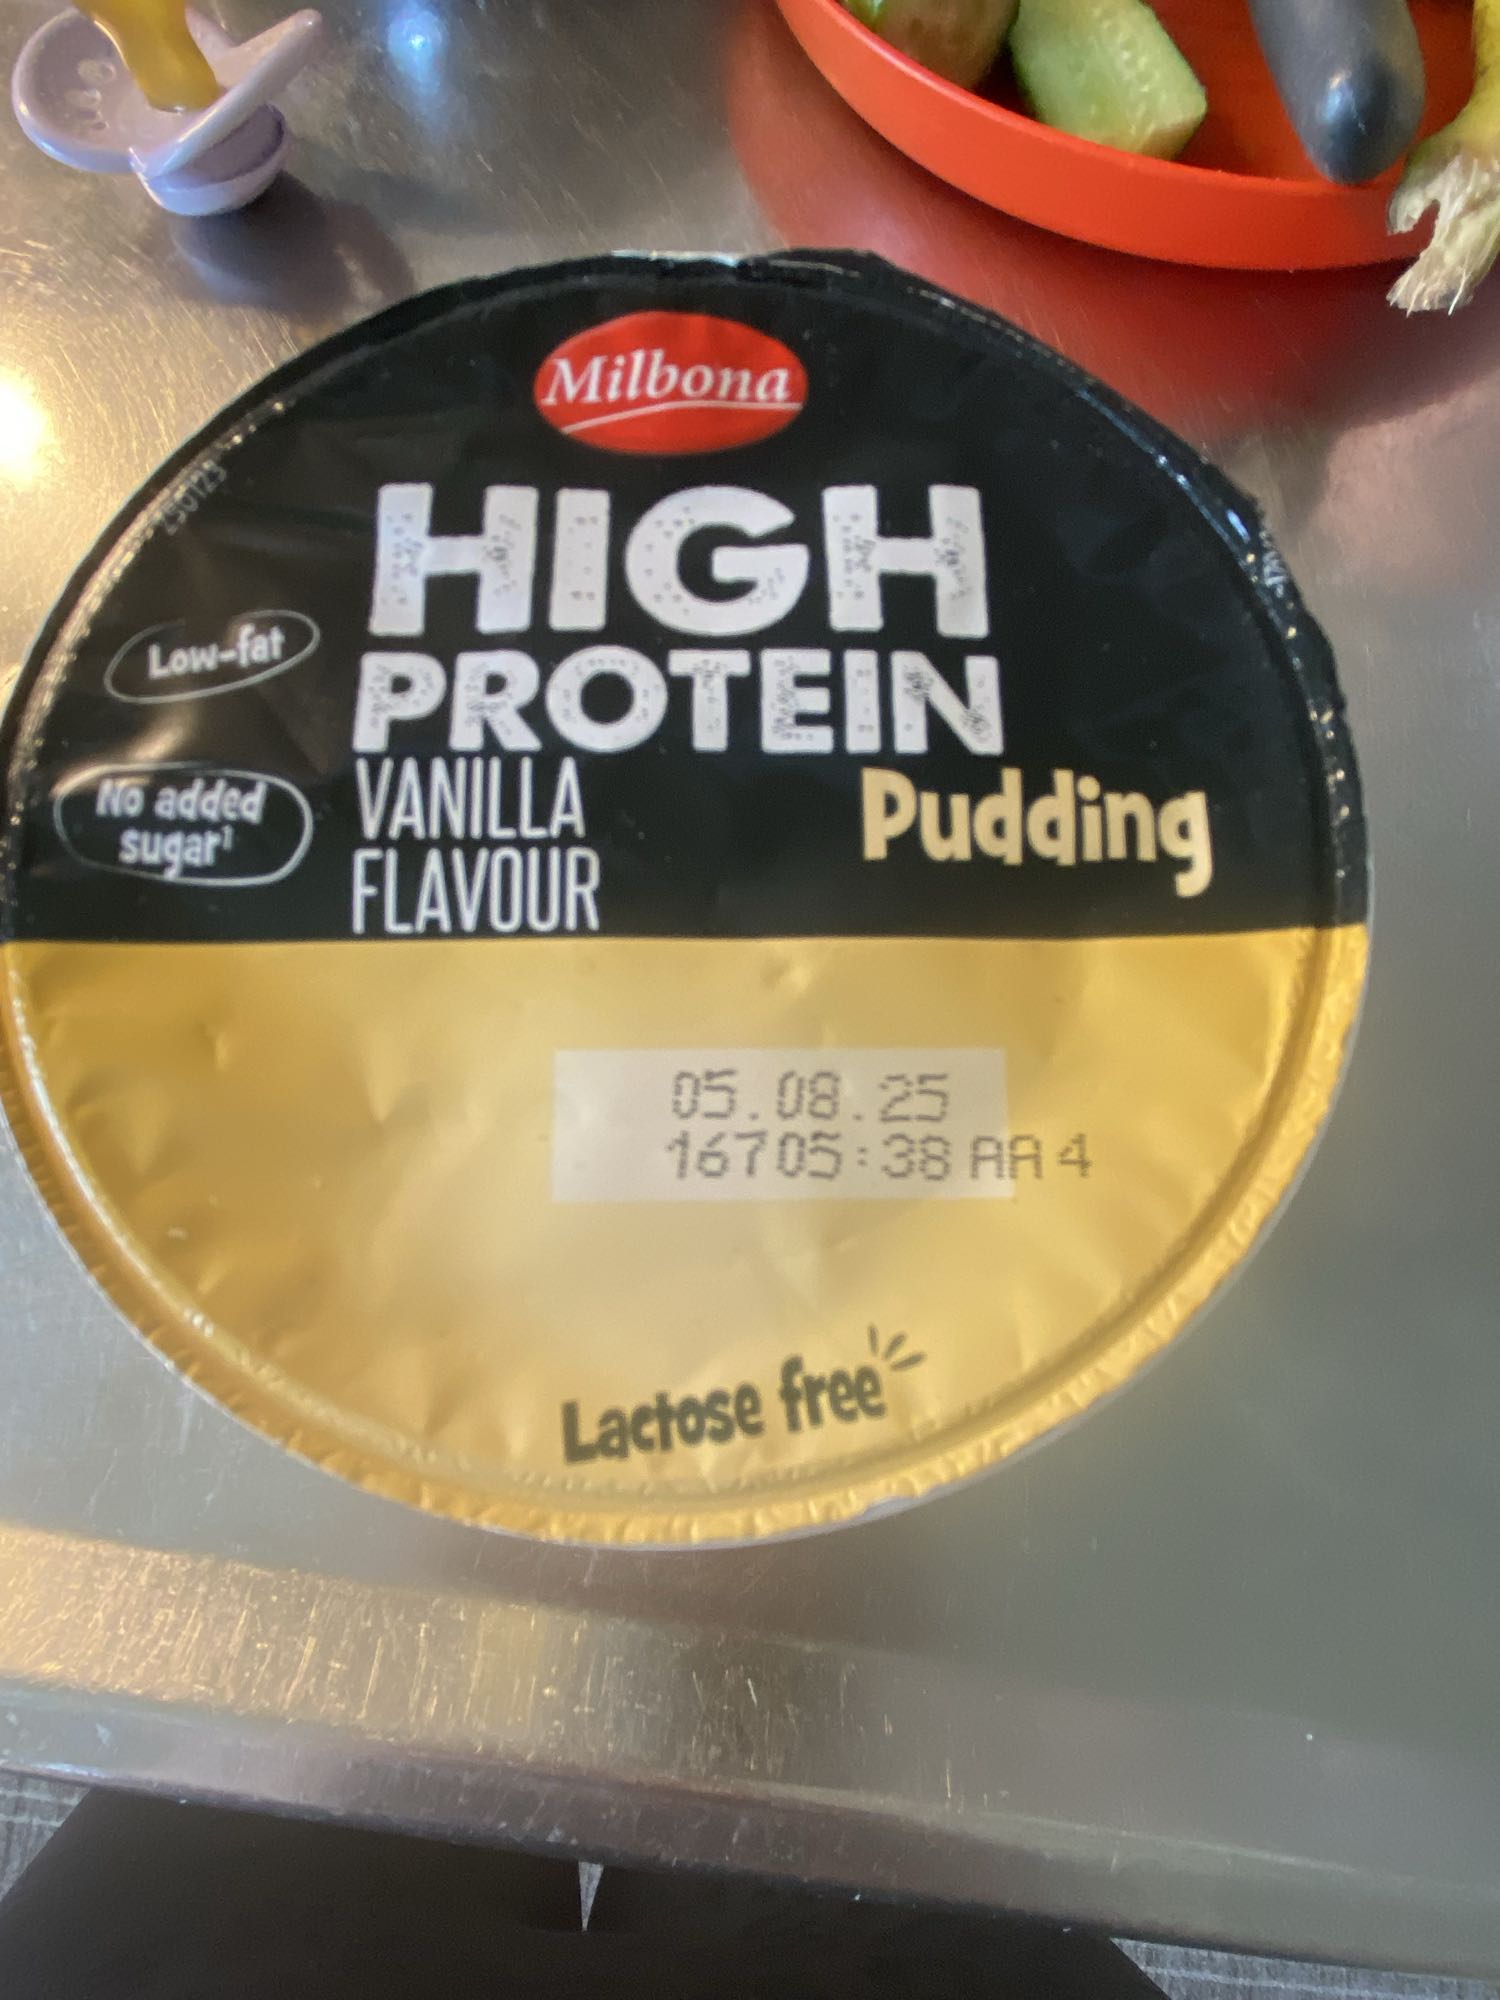 Milbona
HIGH
PROTEIN
VANILLA
FLAVOUR
Pudding
Low-fat
No added
sugar¹
05.08.25
16705:38 AA 4
Lactose free